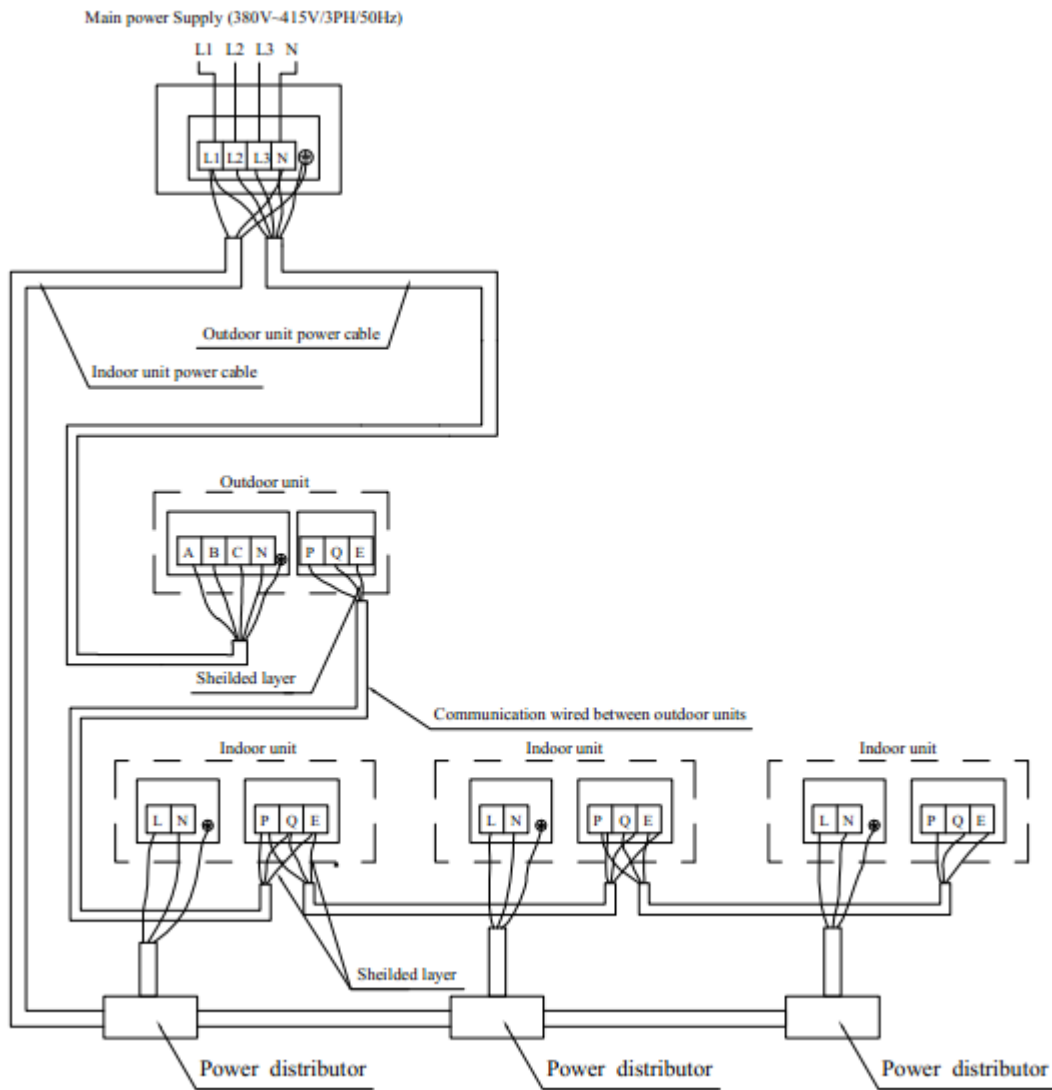 Main power Supply (380V~415V/3PH/50Hz)
L1 L2 L3 N
L1 L2 L3 N
Outdoor unit power cable
Indoor unit power cable
Outdoor unit
A B C N P Q E
Sheilded layer
Communication wired between outdoor units
Indoor unit Indoor unit Indoor unit
L N P Q E L N P Q E L N P Q E
Sheilded layer
Power distributor Power distributor Power distributor